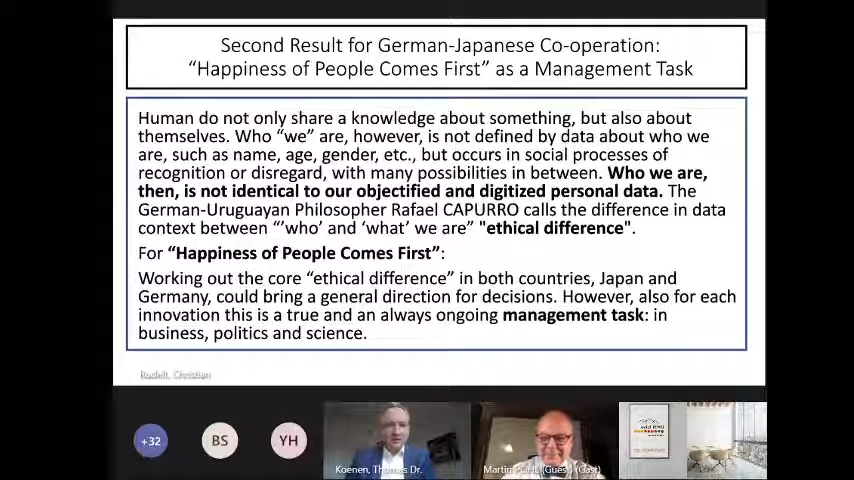 Second Result for German-Japanese Co-operation:
“Happiness of People Comes First” as a Management Task
Human do not only share a knowledge about something, but also about
themselves. Who “we” are, however, is not defined by data about who we
are, such as name, age, gender, etc., but occurs in social processes of
recognition or disregard, with many possibilities in between. Who we are,
then, is not identical to our objectified and digitized personal data. The
German-Uruguayan Philosopher Rafael CAPURRO calls the difference in data
context between “’who’ and ‘what’ we are” "ethical difference".
For “Happiness of People Comes First”:
Working out the core “ethical difference” in both countries, Japan and
Germany, could bring a general direction for decisions. However, also for each
innovation this is a true and an always ongoing management task: in
business, politics and science.
Rudelt, Christian
+32
BS
YH
Koenen, Thomas Dr.
Martin (Guest) (Gast)